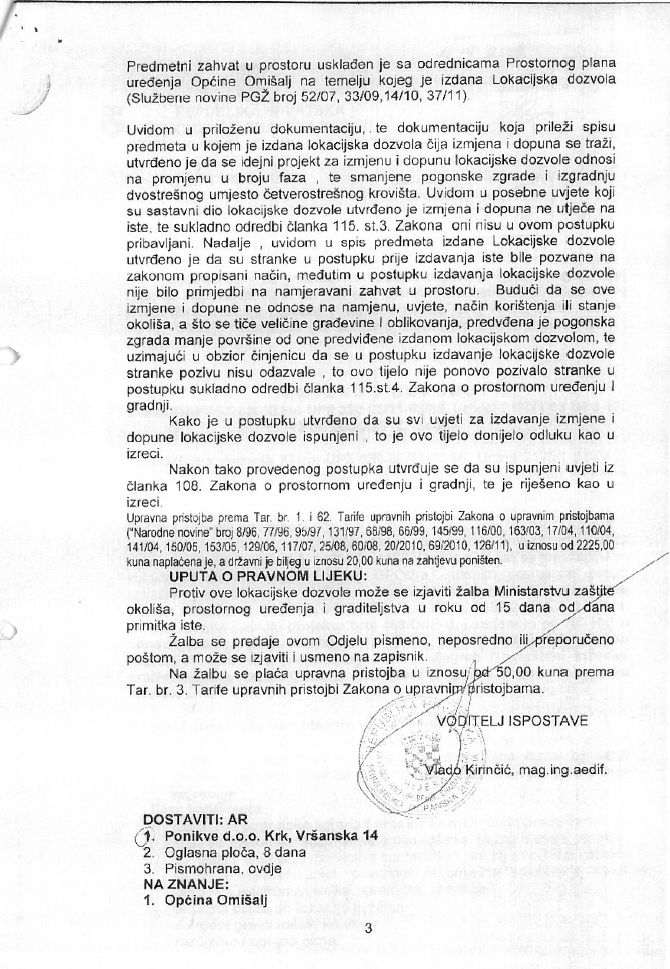 Predmetni zahvat u prostoru usklađen je sa odrednicama Prostornog plana
uređenja Općine Omišalj na temelju kojeg je izdana Lokacijska dozvola
(Službene novine PGŽ broj 52/07, 33/09,14/10, 37/11).
Uvidom u priloženu dokumentaciju, te dokumentaciju koja prileži spisu
predmeta u kojem je izdana lokacijska dozvola čija izmjena i dopuna se traži,
utvrđeno je da se idejni projekt za izmjenu i dopunu lokacijske dozvole odnosi
na promjenu u broju faza , te smanjene pogonske zgrade i izgradnju
dvostrešnog umjesto četverostrešnog krovišta. Uvidom u posebne uvjete koji
su sastavni dio lokacijske dozvole utvrđeno je izmjena i dopuna ne utječe na
iste, te sukladno odredbi članka 115. st.3. Zakona oni nisu u ovom postupku
pribavljani. Nadalje , uvidom u spis predmeta izdane Lokacijske dozvole
utvrđeno je da su stranke u postupku prije izdavanja iste bile pozvane na
zakonom propisani način, međutim u postupku izdavanja lokacijske dozvole
nije bilo primjedbi na namjeravani zahvat u prostoru. Budući da se ove
izmjene i dopune ne odnose na namjenu, uvjete, način korištenja ili stanje
okoliša, a što se tiče veličine građevine I oblikovanja, predvđena je pogonska
zgrada manje površine od one predviđene izdanom lokacijskom dozvolom, te
uzimajući u obzior činjenicu da se u postupku izdavanje lokacijske dozvole
stranke pozivu nisu odazvale , to ovo tijelo nije ponovo pozivalo stranke u
postupku sukladno odredbi članka 115.st.4. Zakona o prostornom uređenju I
gradnji.
Kako je u postupku utvrđeno da su svi uvjeti za izdavanje izmjene i
dopune lokacijske dozvole ispunjeni , to je ovo tijelo donijelo odluku kao u
izreci.
Nakon tako provedenog postupka utvrđuje se da su ispunjeni uvjeti iz
članka 108. Zakona o prostornom uređenju i gradnji, te je riješeno kao u
izreci.
Upravna pristojba prema Tar. br. 1. i 62. Tarife upravnih pristojbi Zakona o upravnim pristojbama
("Narodne novine" broj 8/96, 77/96, 95/97, 131/97, 68/98, 66/99, 145/99, 116/00, 163/03, 17/04, 110/04,
141/04, 150/05, 153/05, 129/06, 117/07, 25/08, 60/08, 20/2010, 69/2010, 126/11), u iznosu od 2225,00
kuna naplaćena je, a državni je biljeg u iznosu 20,00 kuna na zahtjevu poništen.
UPUTA O PRAVNOM LIJEKU:
Protiv ove lokacijske dozvole može se izjaviti žalba Ministarstvu zaštite
okoliša, prostornog uređenja i graditeljstva u roku od 15 dana od dana
primitka iste.
Žalba se predaje ovom Odjelu pismeno, neposredno ili preporučeno
poštom, a može se izjaviti i usmeno na zapisnik.
Na žalbu se plaća upravna pristojba u iznosu od 50,00 kuna prema
Tar. br. 3. Tarife upravnih pristojbi Zakona o upravnim pristojbama.
VODITELJ ISPOSTAVE
Vlado Kirinčić, mag.ing.aedif.
DOSTAVITI: AR
1. Ponikve d.o.o. Krk, Vršanska 14
2. Oglasna ploča, 8 dana
3. Pismohrana, ovdje
NA ZNANJE:
1. Općina Omišalj
3